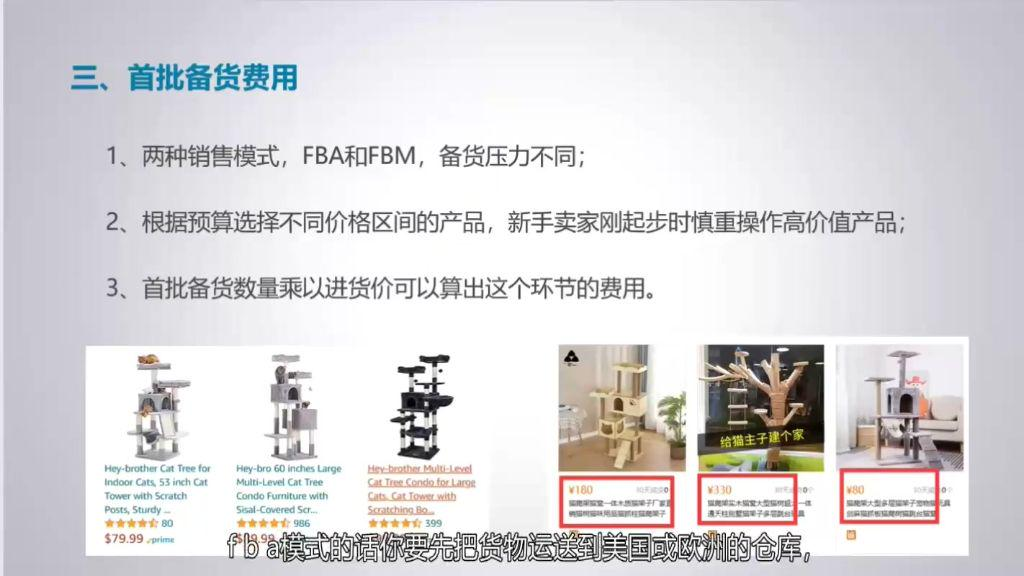 三、首批备货费用
1、两种销售模式，FBA和FBM，备货压力不同；
2、根据预算选择不同价格区间的产品，新手卖家刚起步时慎重操作高价值产品；
3、首批备货数量乘以进货价可以算出这个环节的费用。
Hey-brother Cat Tree for
Indoor Cats, 53 inch Cat
Tower with Scratch
Posts, Sturdy ...
80
$79.99 prime
Hey-bro 60 inches Large
Multi-Level Cat Tree
Condo Furniture with
Sisal-Covered Scr...
986
Hey-brother Multi-Level
Cat Tree Condo for Large
Cats, Cat Tower with
Scratching Bo...
399
给猫主子建个家
¥180
¥330
¥80
fba模式的话你要先把货物运送到美国或欧洲的仓库,